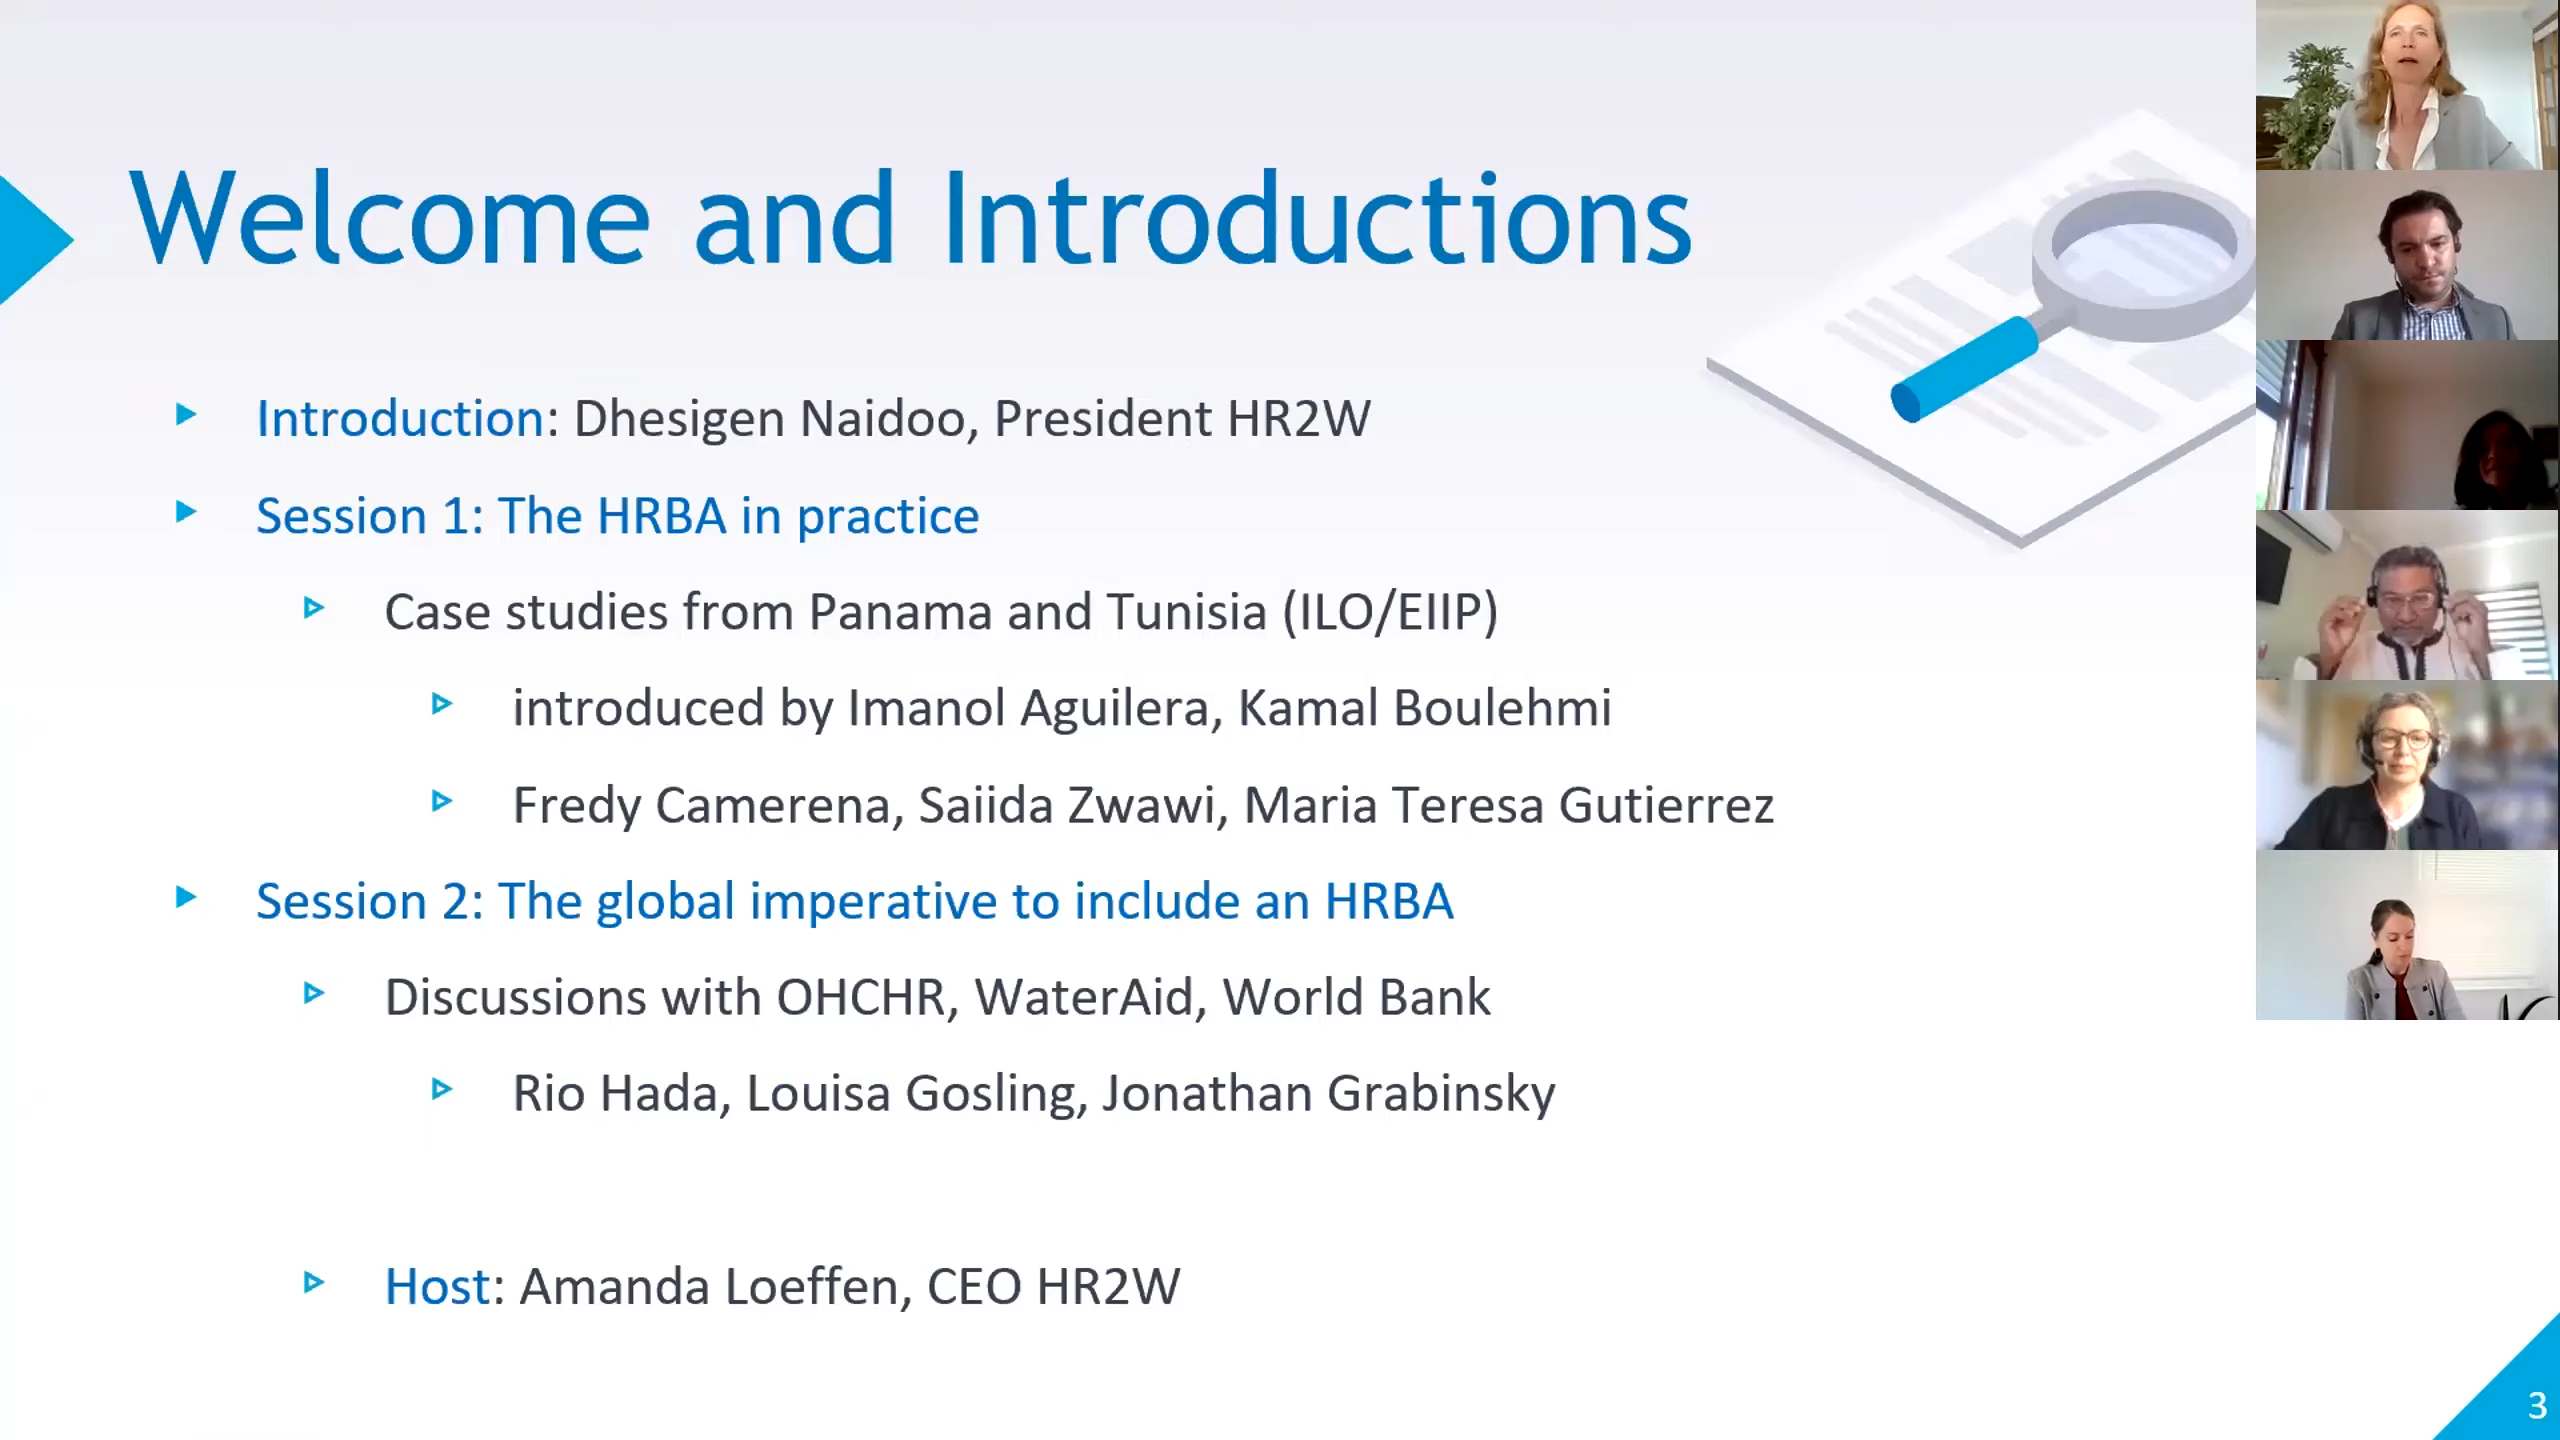 Welcome and Introductions
Introduction: Dhesigen Naidoo, President HR2W
Session 1: The HRBA in practice
Case studies from Panama and Tunisia (ILO/EIIP)
introduced by Imanol Aguilera, Kamal Boulehmi
Fredy Camerena, Saiida Zwawi, Maria Teresa Gutierrez
Session 2: The global imperative to include an HRBA
Discussions with OHCHR, WaterAid, World Bank
Rio Hada, Louisa Gosling, Jonathan Grabinsky
Host: Amanda Loeffen, CEO HR2W
3